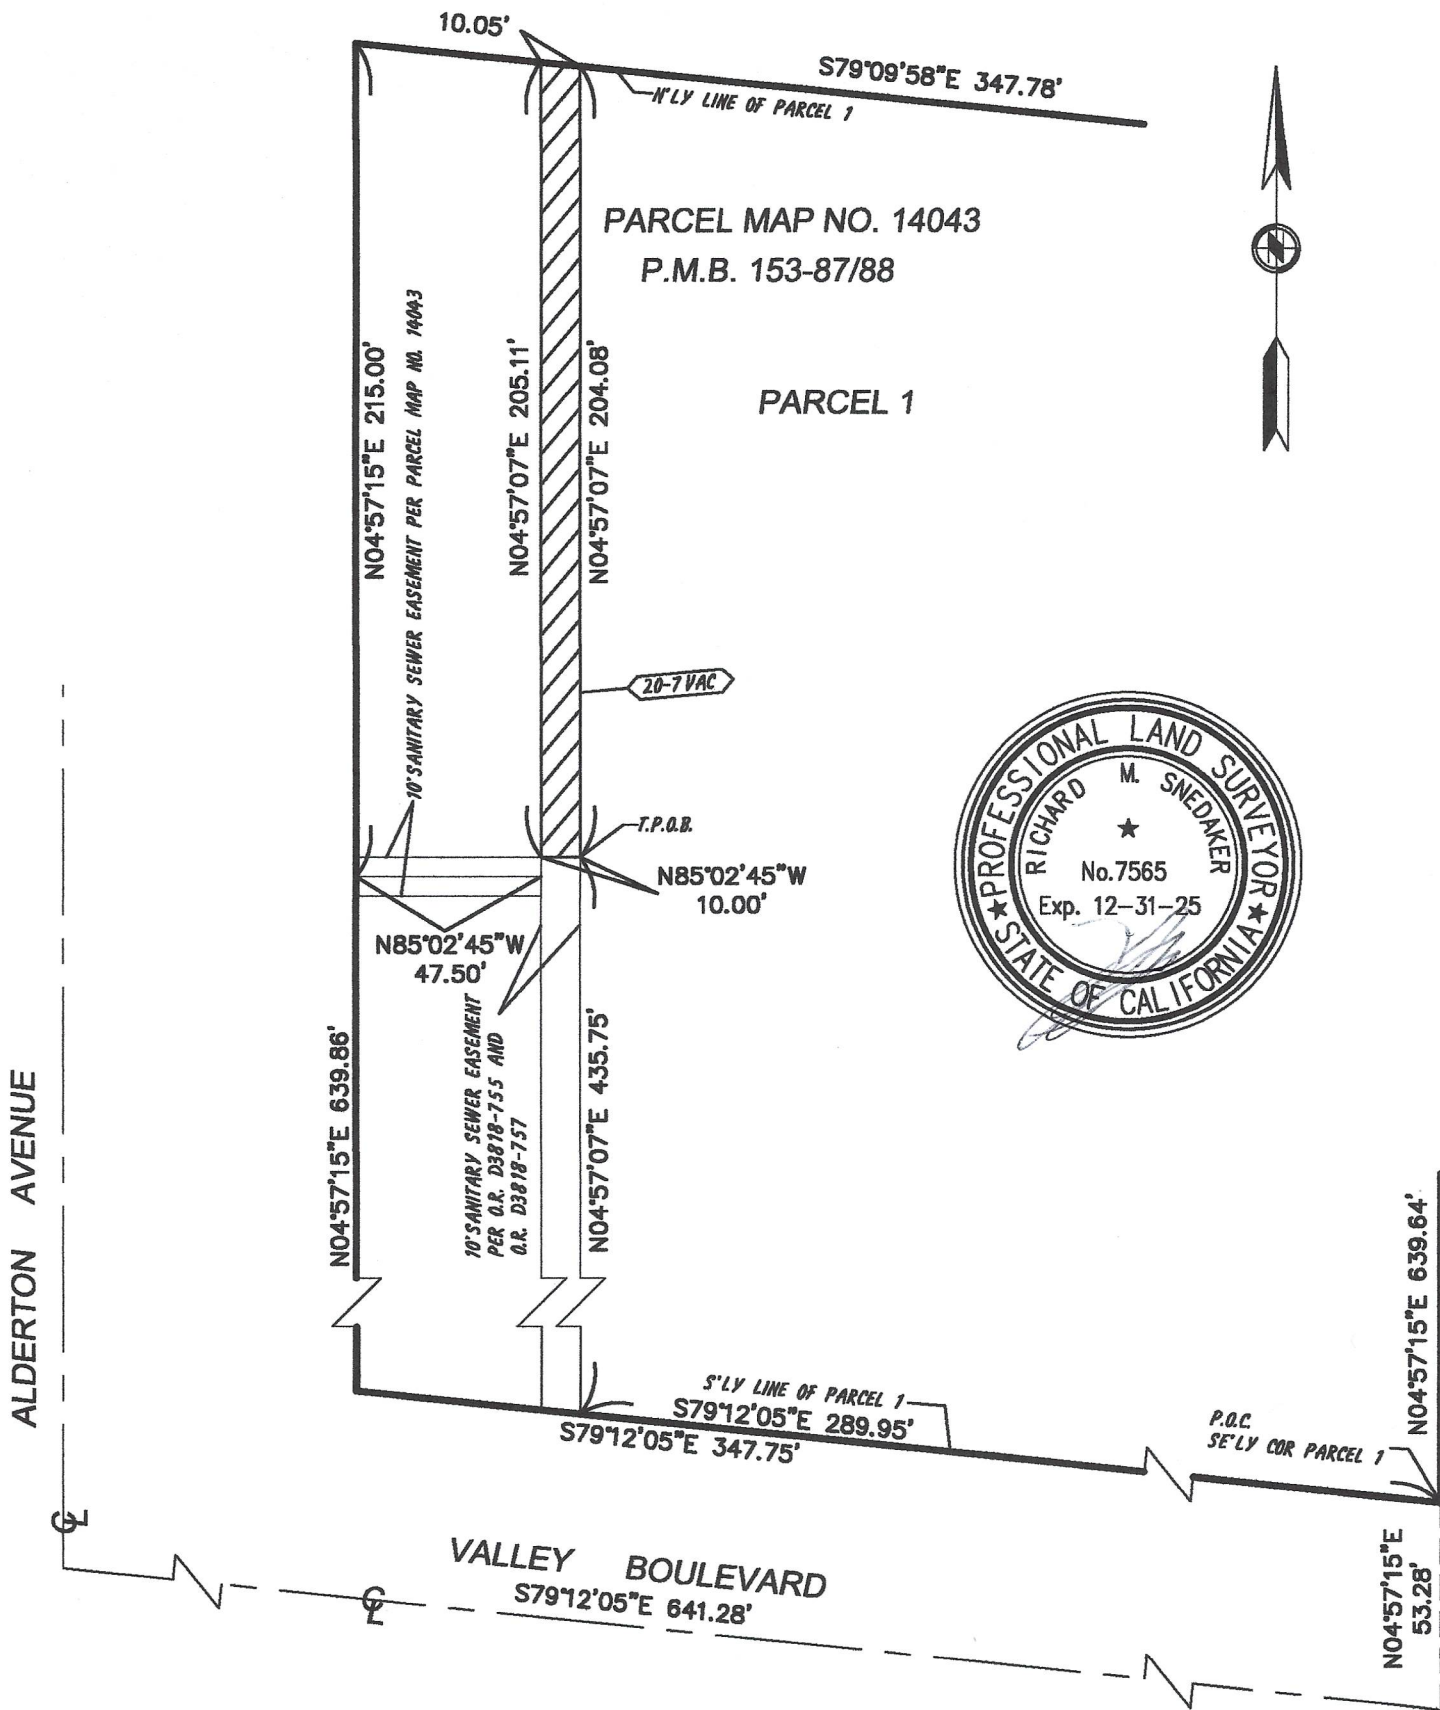 10.05'
S79°09'58"E 347.78'
N'LY LINE OF PARCEL 1
PARCEL MAP NO. 14043
P.M.B. 153-87/88
PARCEL 1
N04°57'15"E 215.00'
10' SANITARY SEWER EASEMENT PER PARCEL MAP NO. 14043
N04°57'07"E 205.11'
N04°57'07"E 204.08'
20-7 VAC
T.P.O.B.
N85°02'45"W
10.00'
N85°02'45"W
47.50'
PROFESSIONAL LAND SURVEYOR
RICHARD M. SNEDAKER
No.7565
Exp. 12-31-25
STATE OF CALIFORNIA
10' SANITARY SEWER EASEMENT
PER O.R. D3818-755 AND
O.R. D3818-757
N04°57'15"E 639.86'
N04°57'07"E 435.75'
ALDERTON AVENUE
S'LY LINE OF PARCEL 1
S79°12'05"E 289.95'
S79°12'05"E 347.75'
P.O.C.
SE'LY COR PARCEL 1
N04°57'15"E 639.64'
N04°57'15"E
53.28'
CL
CL
VALLEY BOULEVARD
S79°12'05"E 641.28'